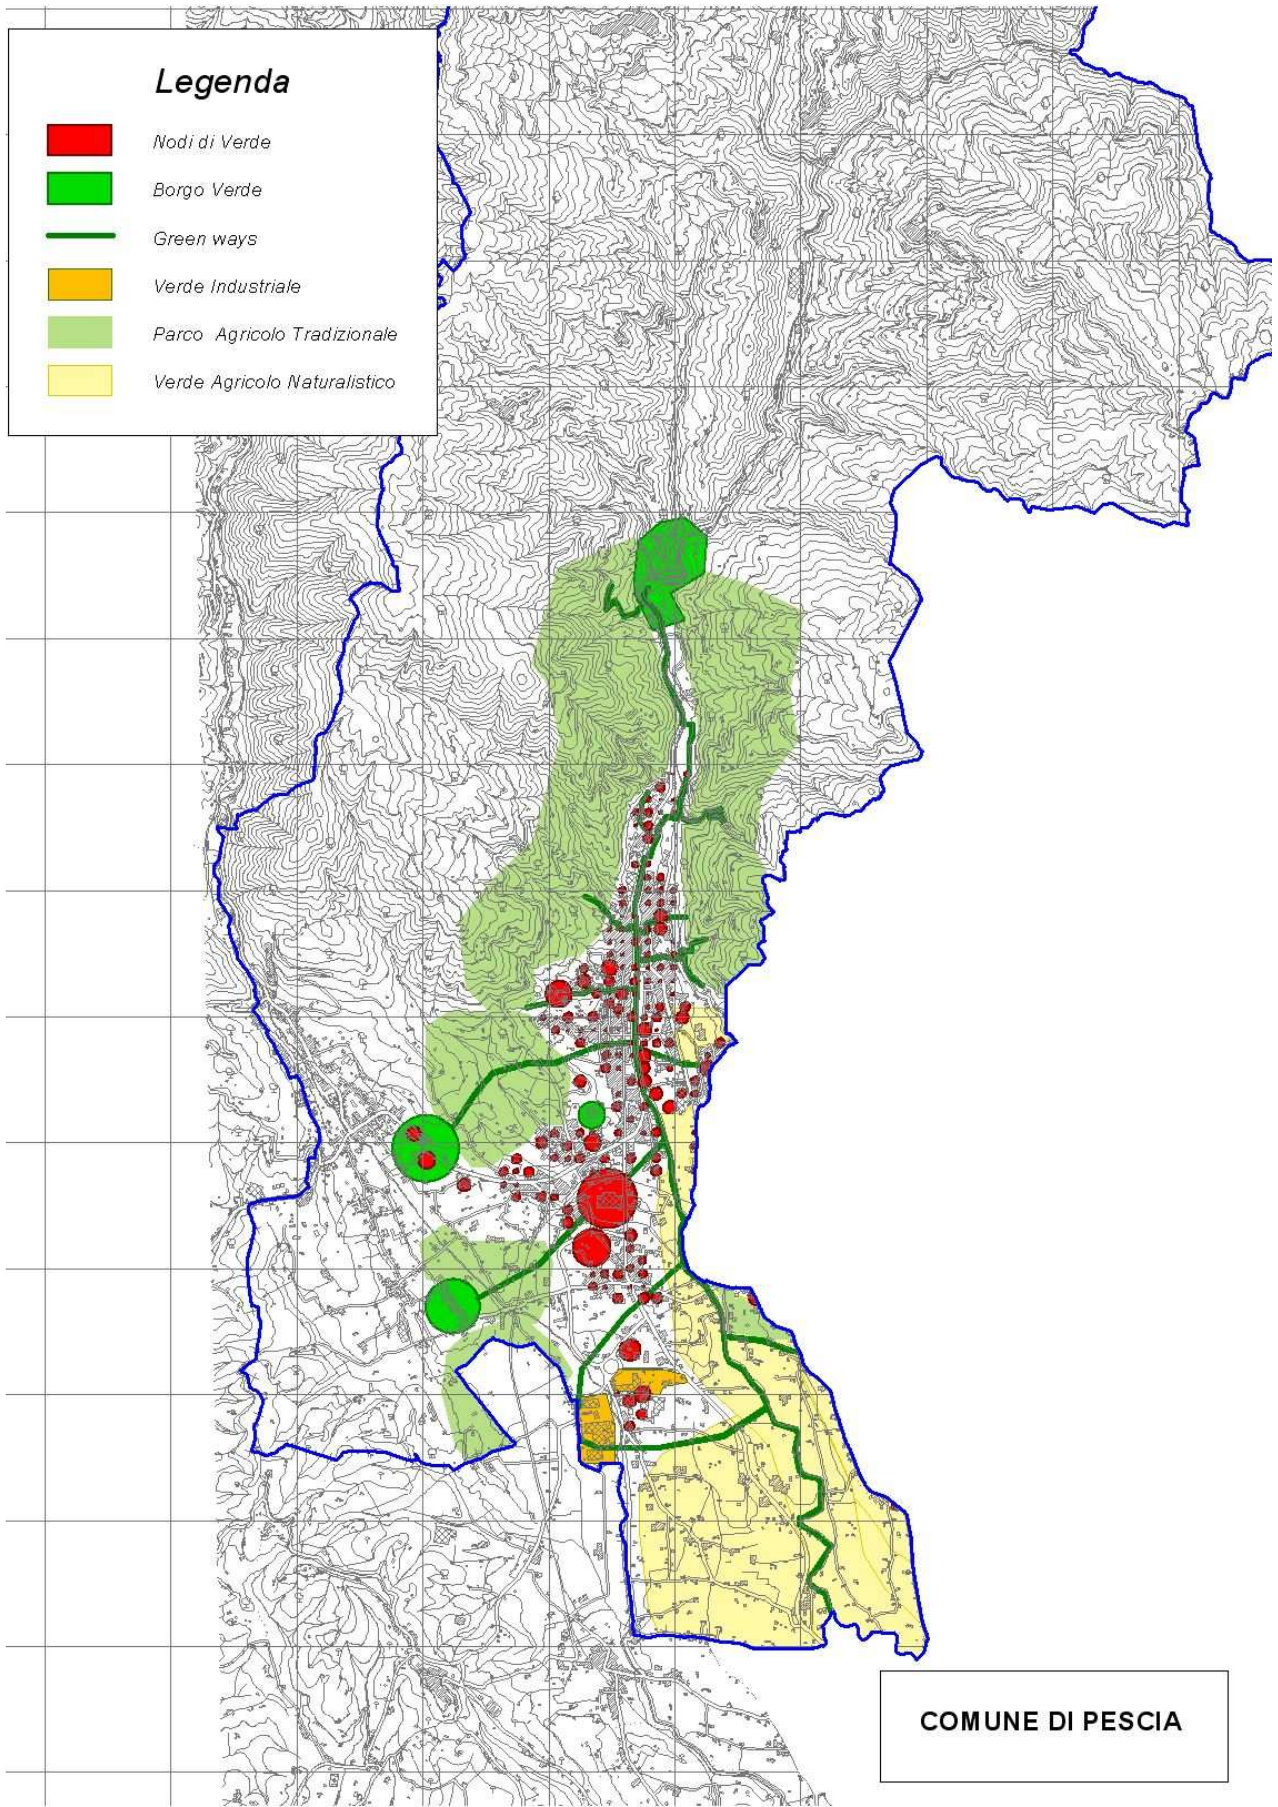 Legenda
Nodi di Verde
Borgo Verde
Green ways
Verde Industriale
Parco Agricolo Tradizionale
Verde Agricolo Naturalistico
COMUNE DI PESCIA